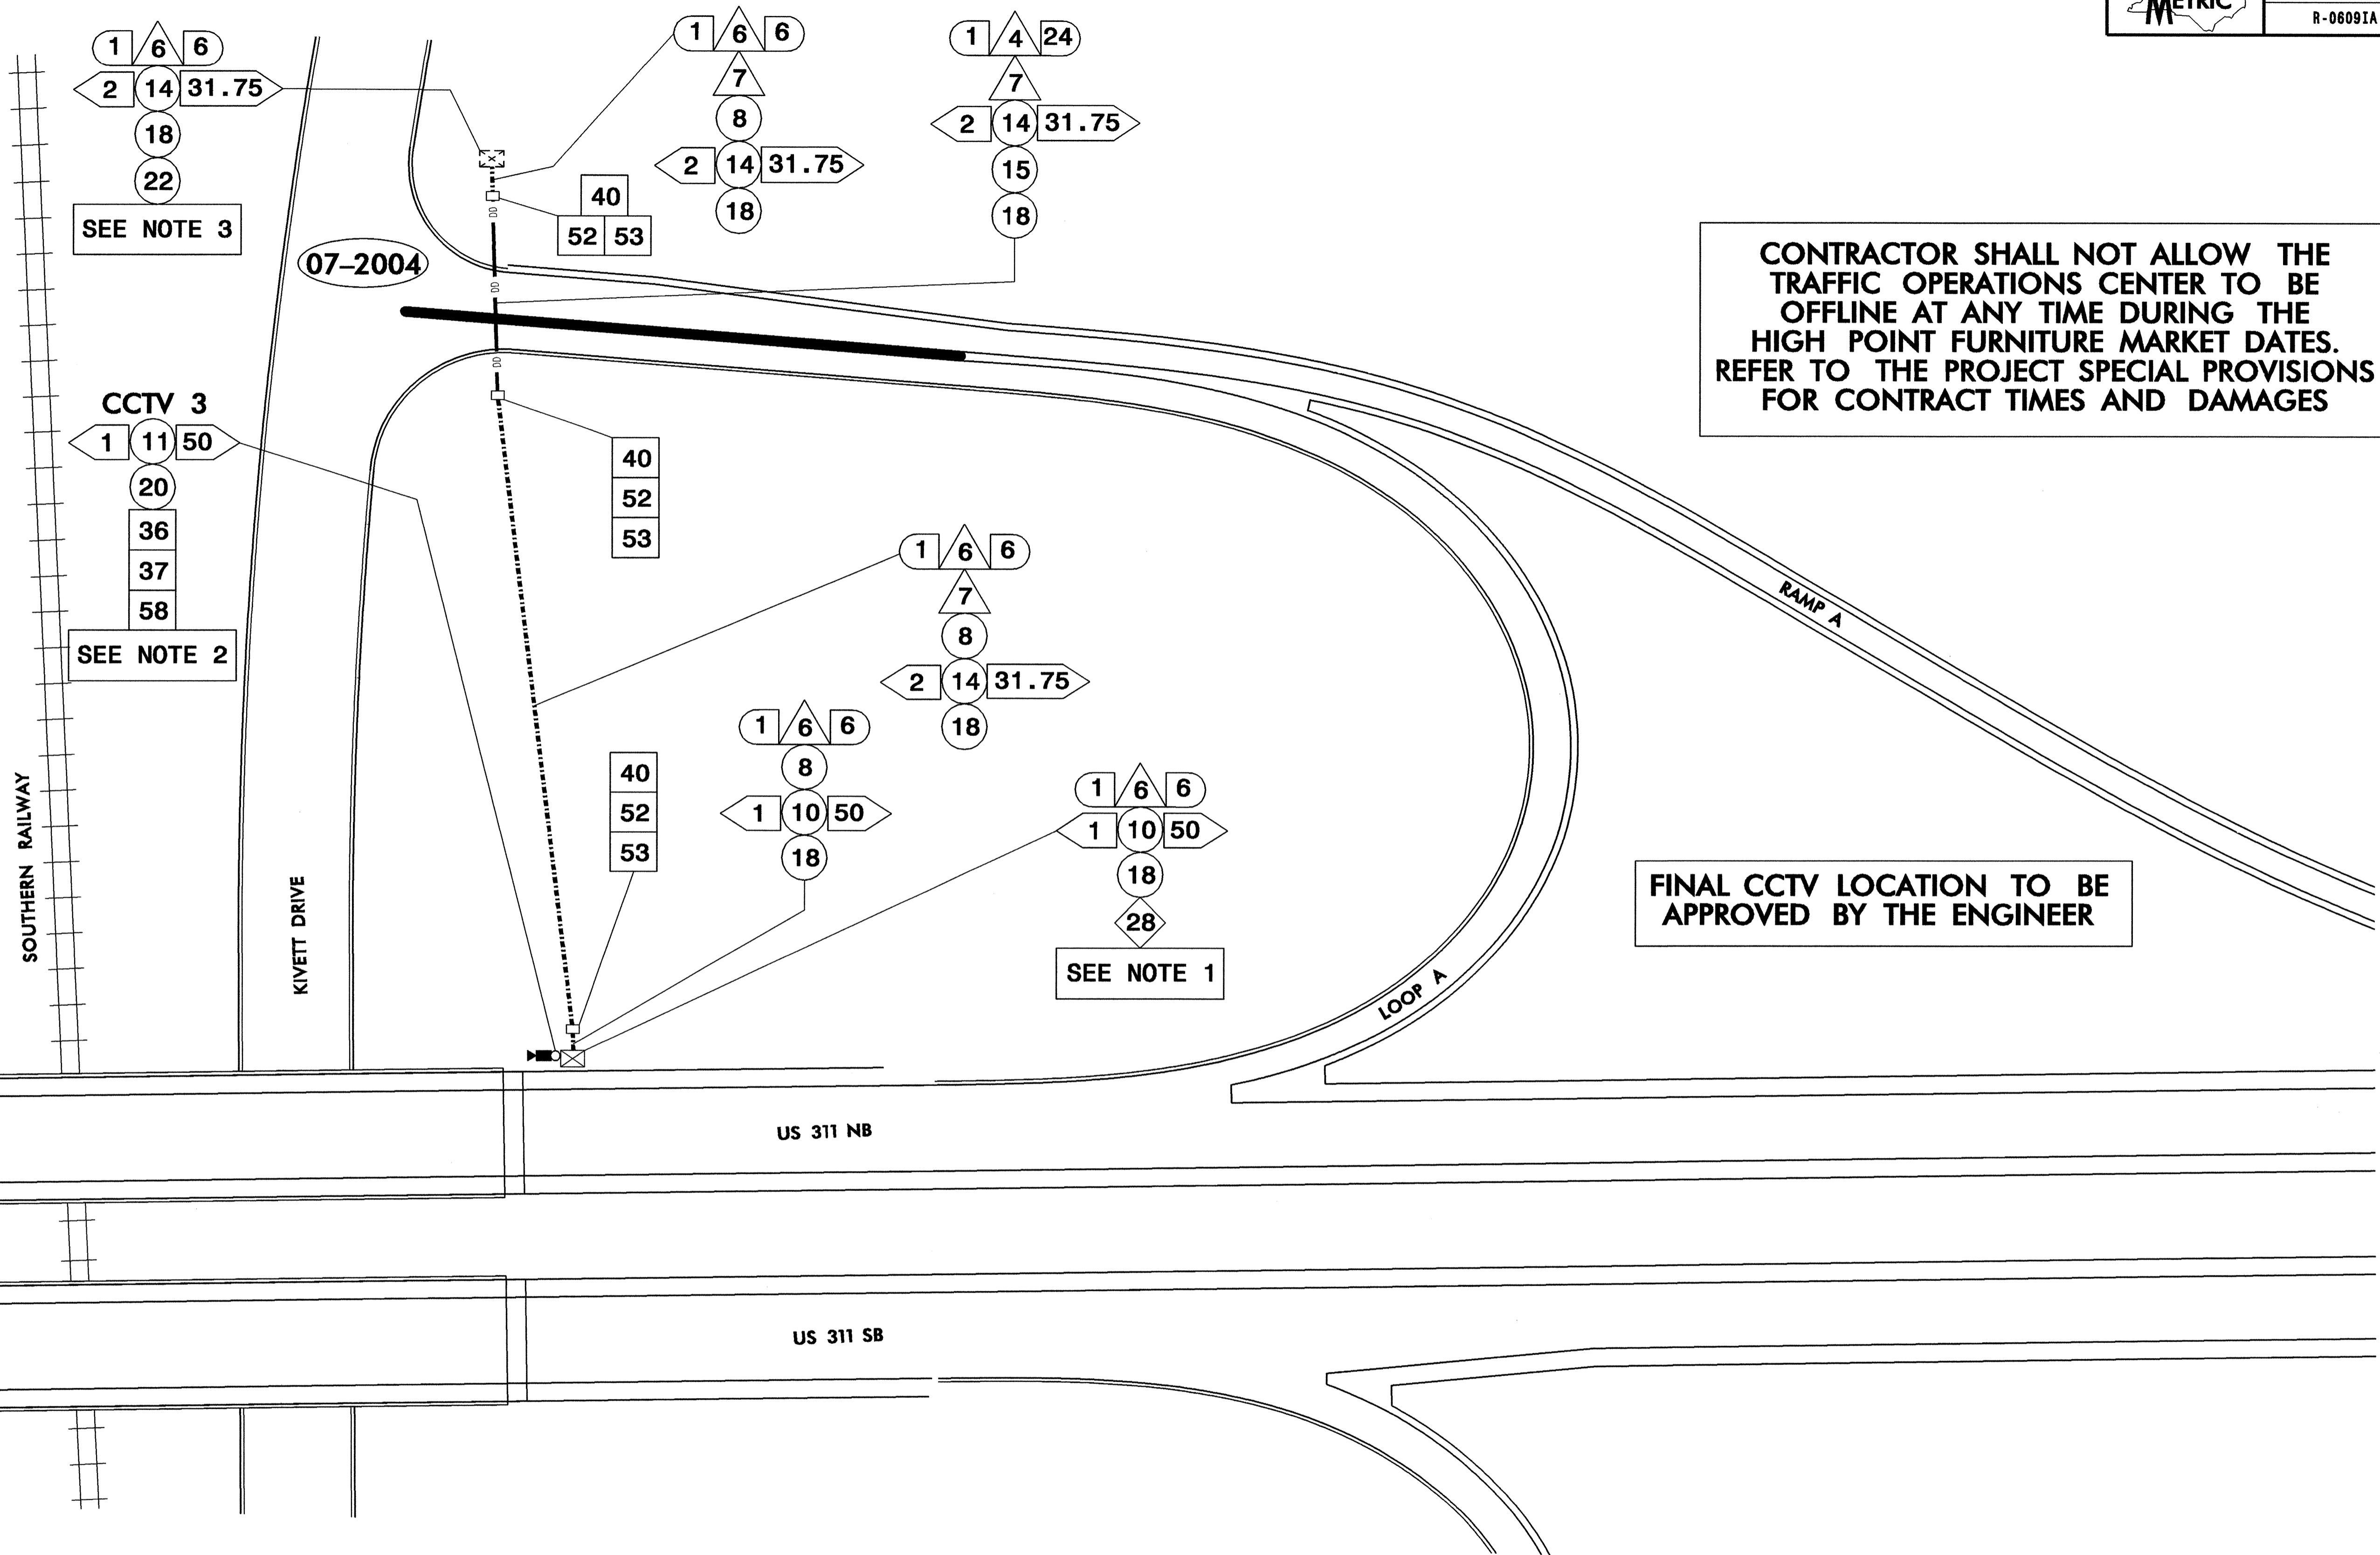 METRIC
R-0609IA
1 6 6
2 14 31.75
18
22
SEE NOTE 3
1 6 6
7
8
2 14 31.75
18
1 4 24
7
2 14 31.75
15
18
40
52 53
07-2004
CONTRACTOR SHALL NOT ALLOW THE
TRAFFIC OPERATIONS CENTER TO BE
OFFLINE AT ANY TIME DURING THE
HIGH POINT FURNITURE MARKET DATES.
REFER TO THE PROJECT SPECIAL PROVISIONS
FOR CONTRACT TIMES AND DAMAGES
CCTV 3
1 11 50
20
36
37
58
SEE NOTE 2
40
52
53
1 6 6
7
8
2 14 31.75
18
RAMP A
40
52
53
1 6 6
8
1 10 50
18
1 6 6
1 10 50
18
28
SEE NOTE 1
FINAL CCTV LOCATION TO BE
APPROVED BY THE ENGINEER
SOUTHERN RAILWAY
KIVETT DRIVE
LOOP A
US 311 NB
US 311 SB